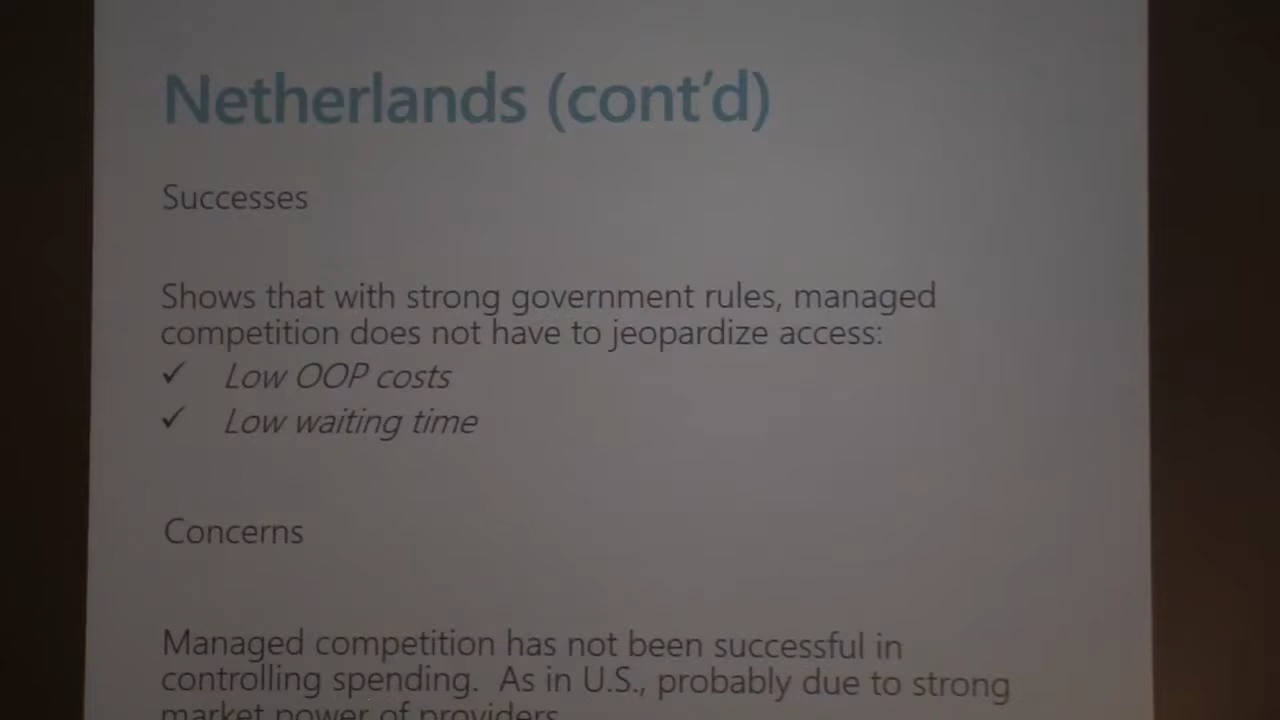 Netherlands (cont’d)
Successes
Shows that with strong government rules, managed
competition does not have to jeopardize access:
✓ Low OOP costs
✓ Low waiting time
Concerns
Managed competition has not been successful in
controlling spending.  As in U.S., probably due to strong
market power of providers